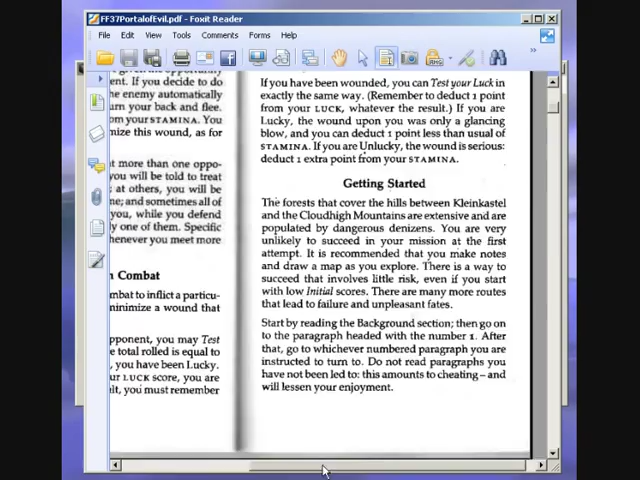 FF37PortalofEvil.pdf - Foxit Reader
File Edit View Tools Comments Forms Help
given the opportunity
ent. If you decide to do
he enemy automatically
urn your back and flee.
om your STAMINA. You
mize this wound, as for
t more than one oppo-
you will be told to treat
; at others, you will be
me; and sometimes all of
you, while you defend
ly one of them. Specific
henever you meet more
n Combat
ombat to inflict a particu-
minimize a wound that
pponent, you may Test
e total rolled is equal to
, you have been Lucky.
ur LUCK score, you are
lt, you must remember
If you have been wounded, you can Test your Luck in
exactly the same way. (Remember to deduct 1 point
from your LUCK, whatever the result.) If you are
Lucky, the wound upon you was only a glancing
blow, and you can deduct 1 point less than usual of
STAMINA. If you are Unlucky, the wound is serious:
deduct 1 extra point from your STAMINA.
Getting Started
The forests that cover the hills between Kleinkastel
and the Cloudhigh Mountains are extensive and are
populated by dangerous denizens. You are very
unlikely to succeed in your mission at the first
attempt. It is recommended that you make notes
and draw a map as you explore. There is a way to
succeed that involves little risk, even if you start
with low Initial scores. There are many more routes
that lead to failure and unpleasant fates.
Start by reading the Background section; then go on
to the paragraph headed with the number 1. After
that, go to whichever numbered paragraph you are
instructed to turn to. Do not read paragraphs you
have not been led to: this amounts to cheating – and
will lessen your enjoyment.